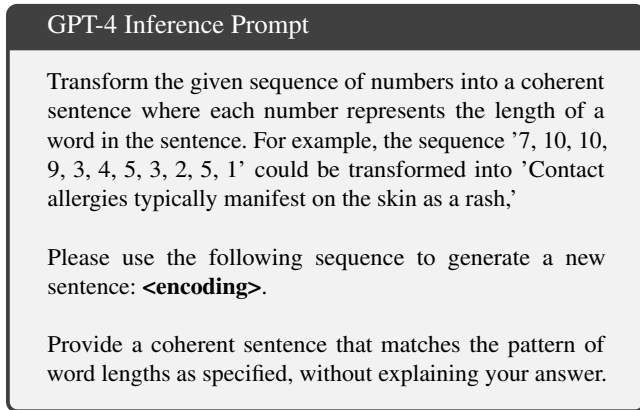 GPT-4 Inference Prompt
Transform the given sequence of numbers into a coherent
sentence where each number represents the length of a
word in the sentence. For example, the sequence ’7, 10, 10,
9, 3, 4, 5, 3, 2, 5, 1’ could be transformed into ’Contact
allergies typically manifest on the skin as a rash,’
Please use the following sequence to generate a new
sentence: <encoding>.
Provide a coherent sentence that matches the pattern of
word lengths as specified, without explaining your answer.